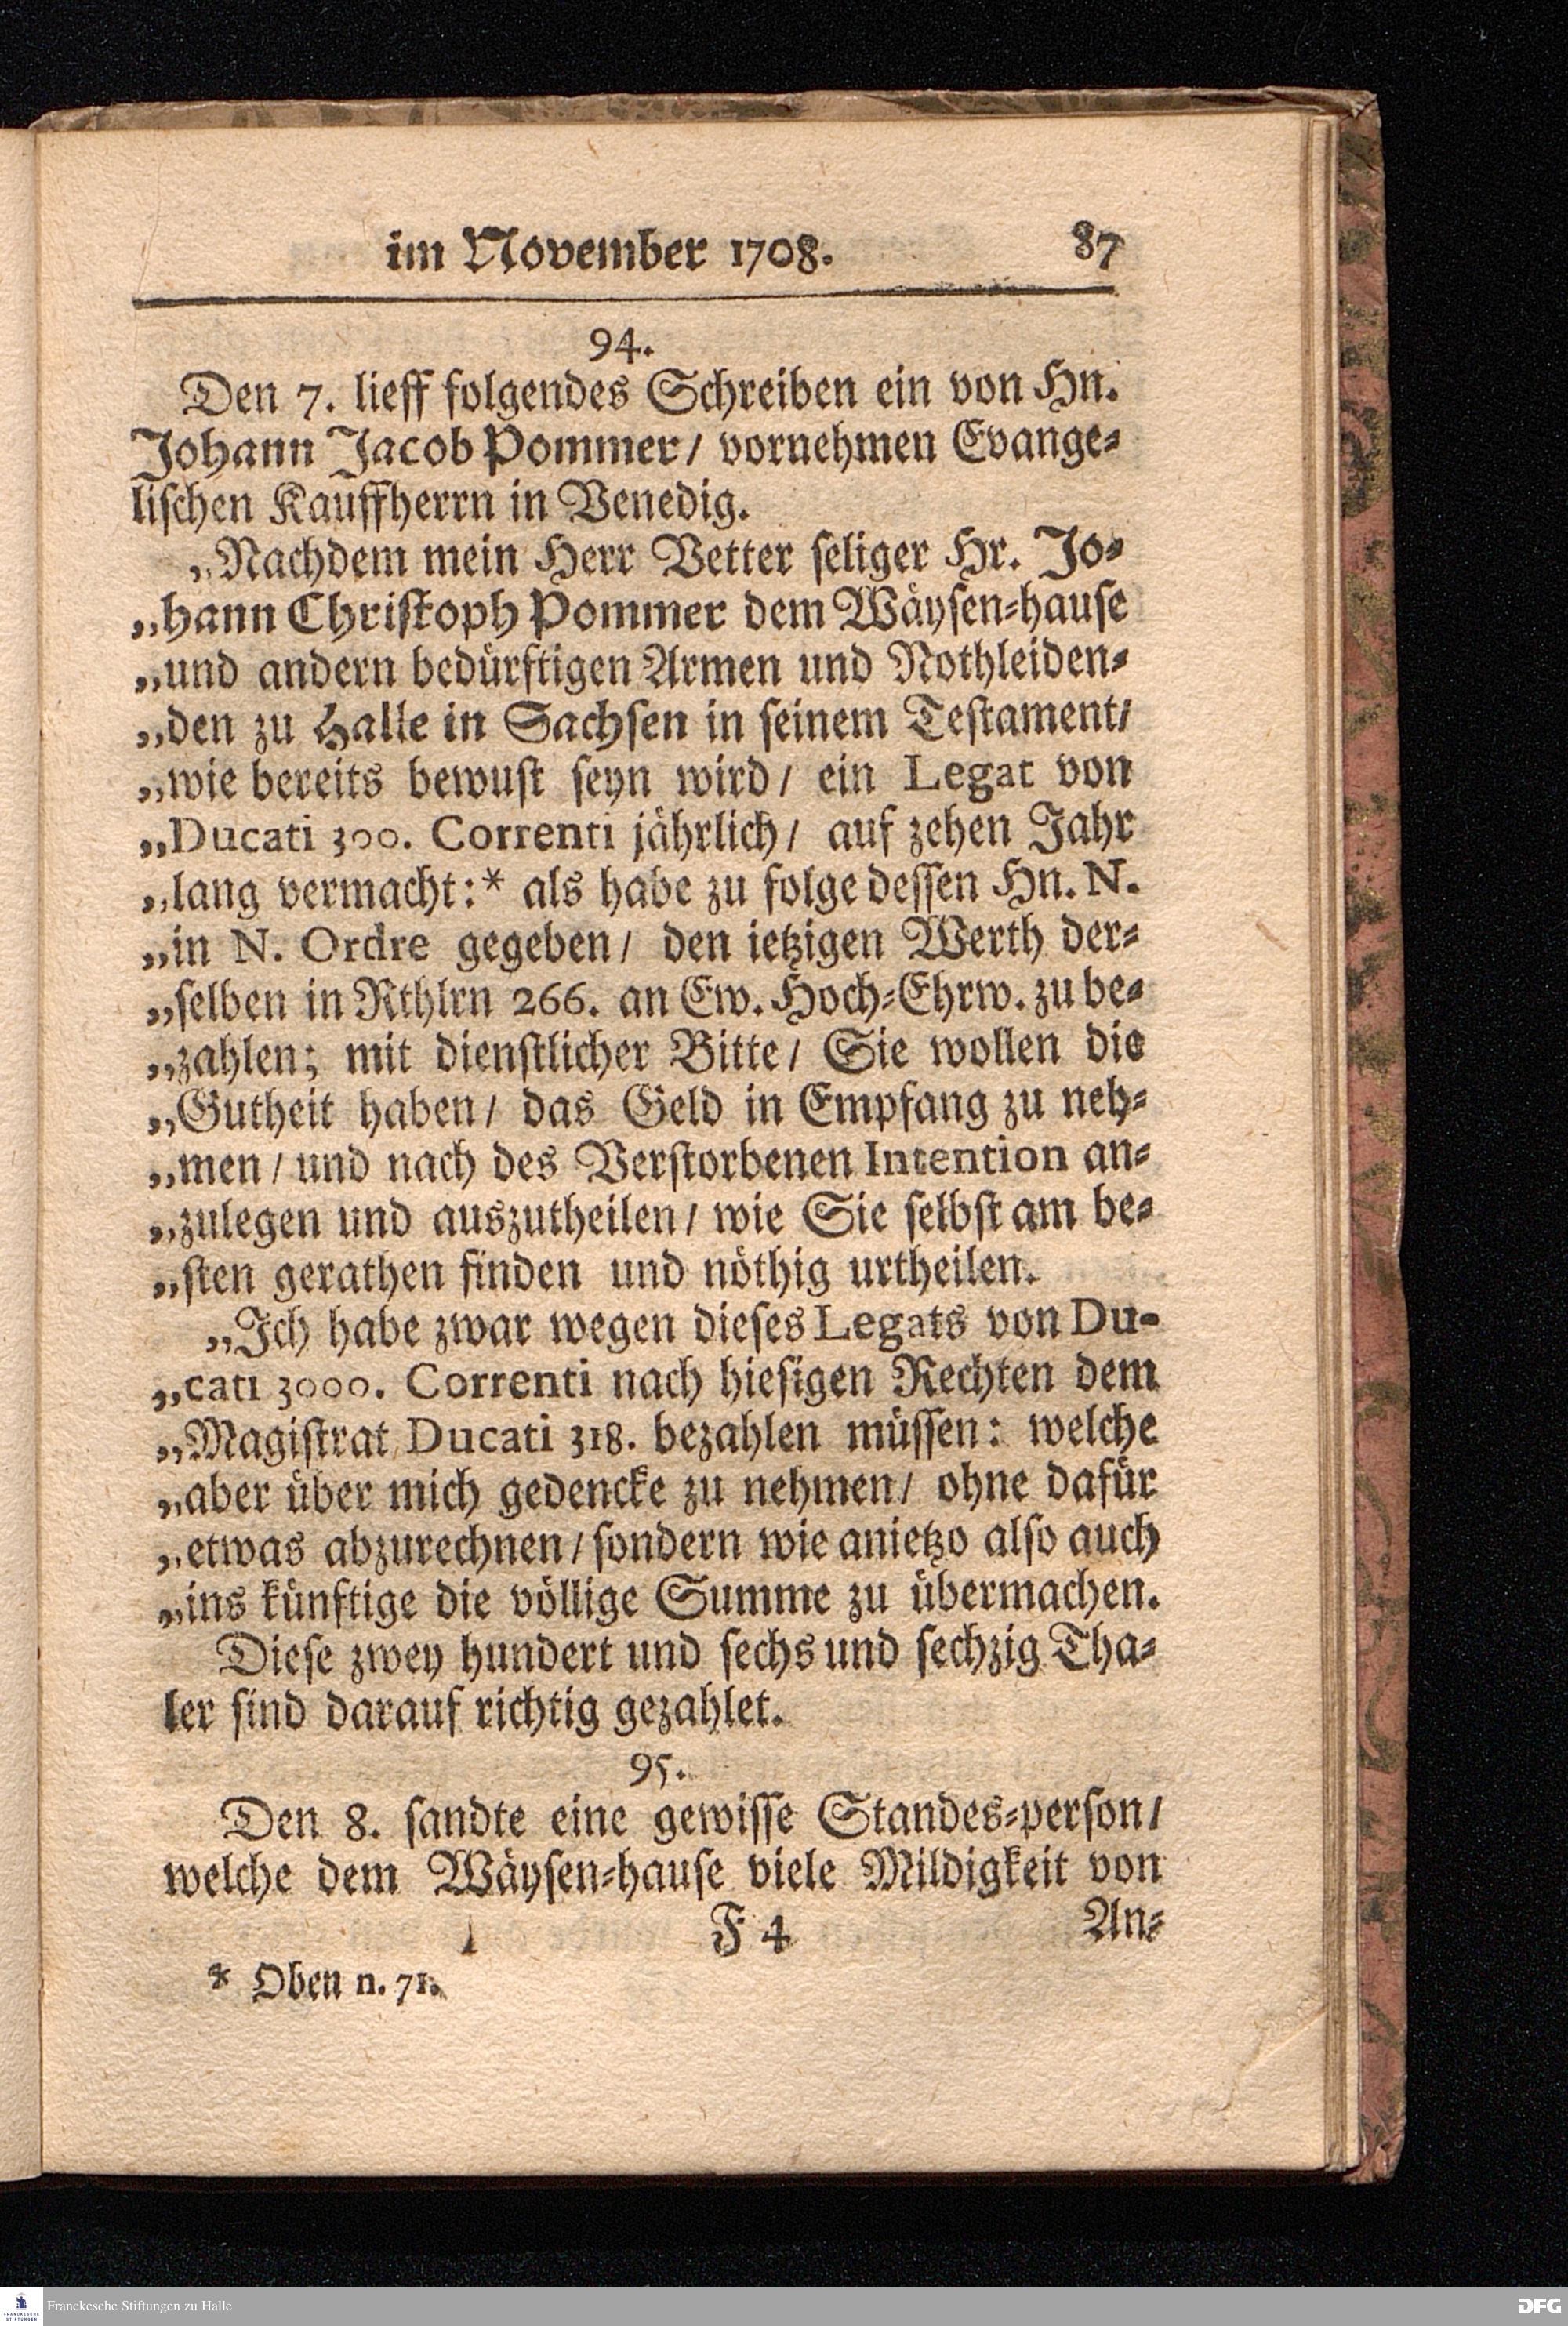 im November 1708. 87
94.
Den 7. lieff folgendes Schreiben ein von Hn.
Johann Jacob Pommer/ vornehmen Evange-
lischen Kauffherrn in Venedig.
„Nachdem mein Herr Vetter seliger Hr. Jo-
„hann Christoph Pommer dem Wäysen-hause
„und andern bedürftigen Armen und Nothleiden-
„den zu Halle in Sachsen in seinem Testament/
„wie bereits bewust seyn wird/ ein Legat von
„Ducati 300. Correnti jährlich/ auf zehen Jahr
„lang vermacht:* als habe zu folge dessen Hn. N.
„in N. Ordre gegeben/ den ietzigen Werth der-
„selben in Rthlrn 266. an Ew. Hoch-Ehrw. zu be-
„zahlen; mit dienstlicher Bitte/ Sie wollen die
„Gutheit haben/ das Geld in Empfang zu neh-
„men/ und nach des Verstorbenen Intention an-
„zulegen und auszutheilen/ wie Sie selbst am be-
„sten gerathen finden und nöthig urtheilen.
„Ich habe zwar wegen dieses Legats von Du-
„cati 3000. Correnti nach hiesigen Rechten dem
„Magistrat Ducati 318. bezahlen müssen: welche
„aber über mich gedencke zu nehmen/ ohne dafür
„etwas abzurechnen/ sondern wie anietzo also auch
„ins künftige die völlige Summe zu übermachen.
Diese zwey hundert und sechs und sechzig Tha-
ler sind darauf richtig gezahlet.
95.
Den 8. sandte eine gewisse Standes-person/
welche dem Wäysen-hause viele Mildigkeit von
F 4 An-
* Oben n. 71.
FRANCKESCHE STIFTUNGEN
Franckesche Stiftungen zu Halle
DFG